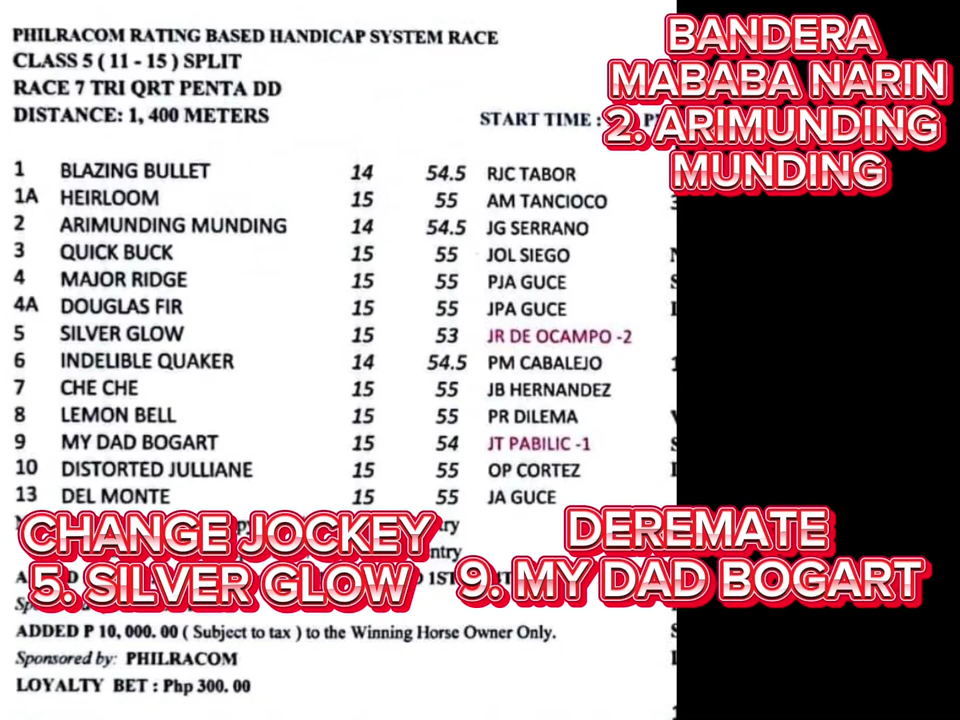 PHILRACOM RATING BASED HANDICAP SYSTEM RACE
CLASS 5 ( 11 - 15 ) SPLIT
RACE 7 TRI QRT PENTA DD
DISTANCE: 1, 400 METERS
START TIME :
BANDERA
MABABA NARIN
2. ARIMUNDING
MUNDING
1 BLAZING BULLET 14 54.5 RJC TABOR
1A HEIRLOOM 15 55 AM TANCIOCO
2 ARIMUNDING MUNDING 14 54.5 JG SERRANO
3 QUICK BUCK 15 55 JOL SIEGO
4 MAJOR RIDGE 15 55 PJA GUCE
4A DOUGLAS FIR 15 55 JPA GUCE
5 SILVER GLOW 15 53 JR DE OCAMPO -2
6 INDELIBLE QUAKER 14 54.5 PM CABALEJO
7 CHE CHE 15 55 JB HERNANDEZ
8 LEMON BELL 15 55 PR DILEMA
9 MY DAD BOGART 15 54 JT PABILIC -1
10 DISTORTED JULLIANE 15 55 OP CORTEZ
13 DEL MONTE 15 55 JA GUCE
CHANGE JOCKEY
5. SILVER GLOW
DEREMATE
9. MY DAD BOGART
ADDED P 10, 000. 00 ( Subject to tax ) to the Winning Horse Owner Only.
Sponsored by: PHILRACOM
LOYALTY BET : Php 300. 00